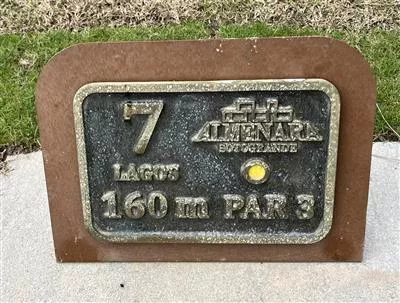 7
ALMENARA
SOTOGRANDE
LAGOS
160 m PAR 3